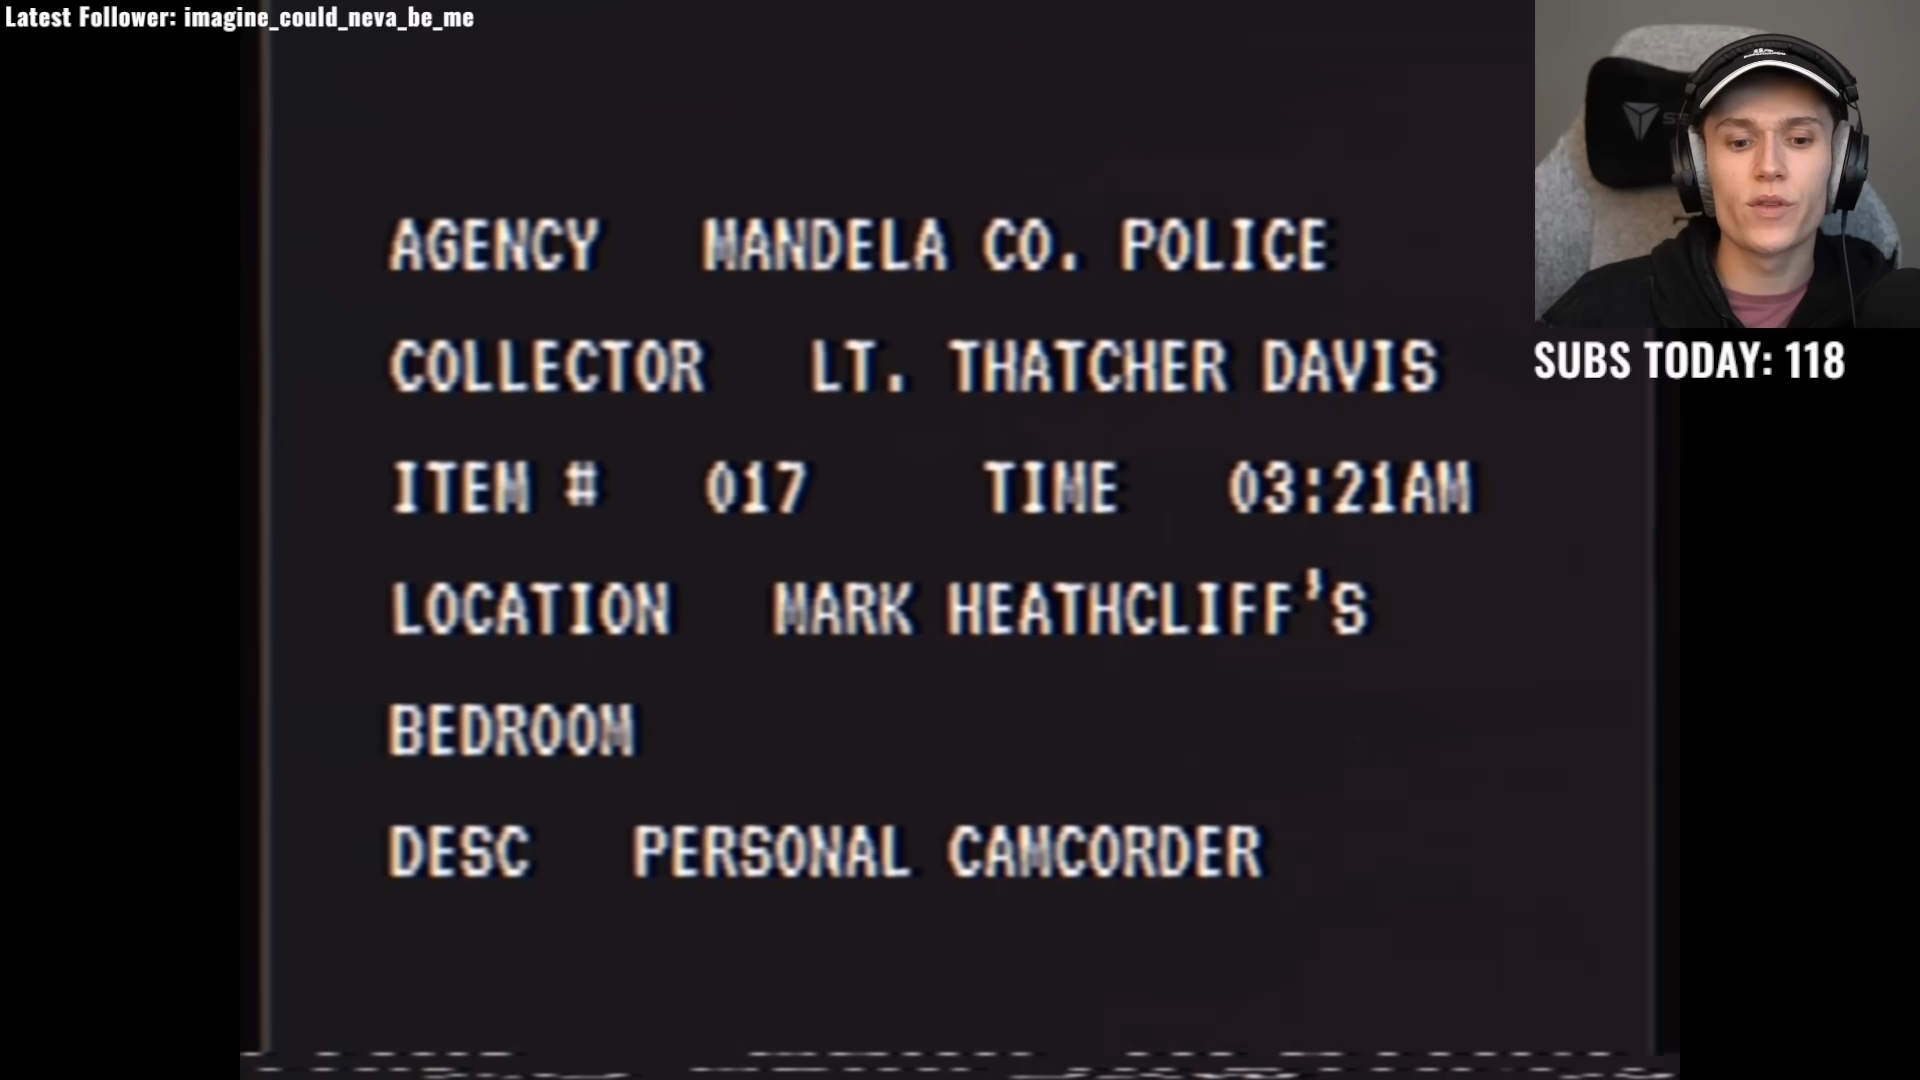 Latest Follower: imagine_could_neva_be_me
AGENCY MANDELA CO. POLICE
COLLECTOR LT. THATCHER DAVIS
SUBS TODAY: 118
ITEM # 017 TIME 03:21AM
LOCATION MARK HEATHCLIFF'S
BEDROOM
DESC PERSONAL CAMCORDER